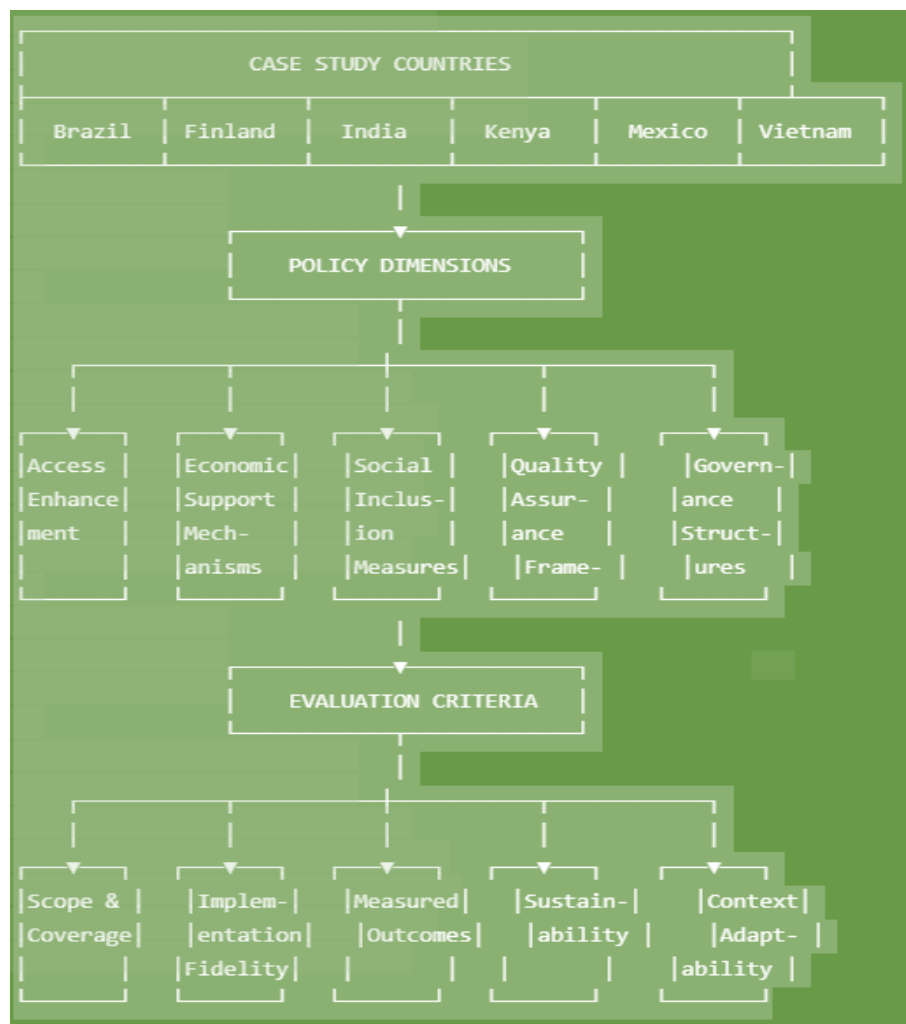 CASE STUDY COUNTRIES
Brazil Finland India Kenya Mexico Vietnam
POLICY DIMENSIONS
Access Economic Social Quality Govern-
Enhance Support Inclus- Assur- ance
ment Mech- ion ance Struct-
anisms Measures Frame- ures
EVALUATION CRITERIA
Scope & Implem- Measured Sustain- Context
Coverage entation Outcomes ability Adapt-
Fidelity ability